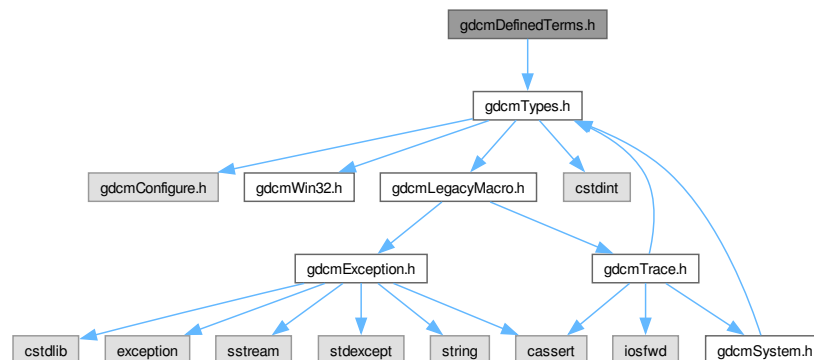 gdcmDefinedTerms.h
gdcmTypes.h
gdcmConfigure.h
gdcmWin32.h
gdcmLegacyMacro.h
cstdint
gdcmException.h
gdcmTrace.h
cstdlib
exception
sstream
stdexcept
string
cassert
iosfwd
gdcmSystem.h